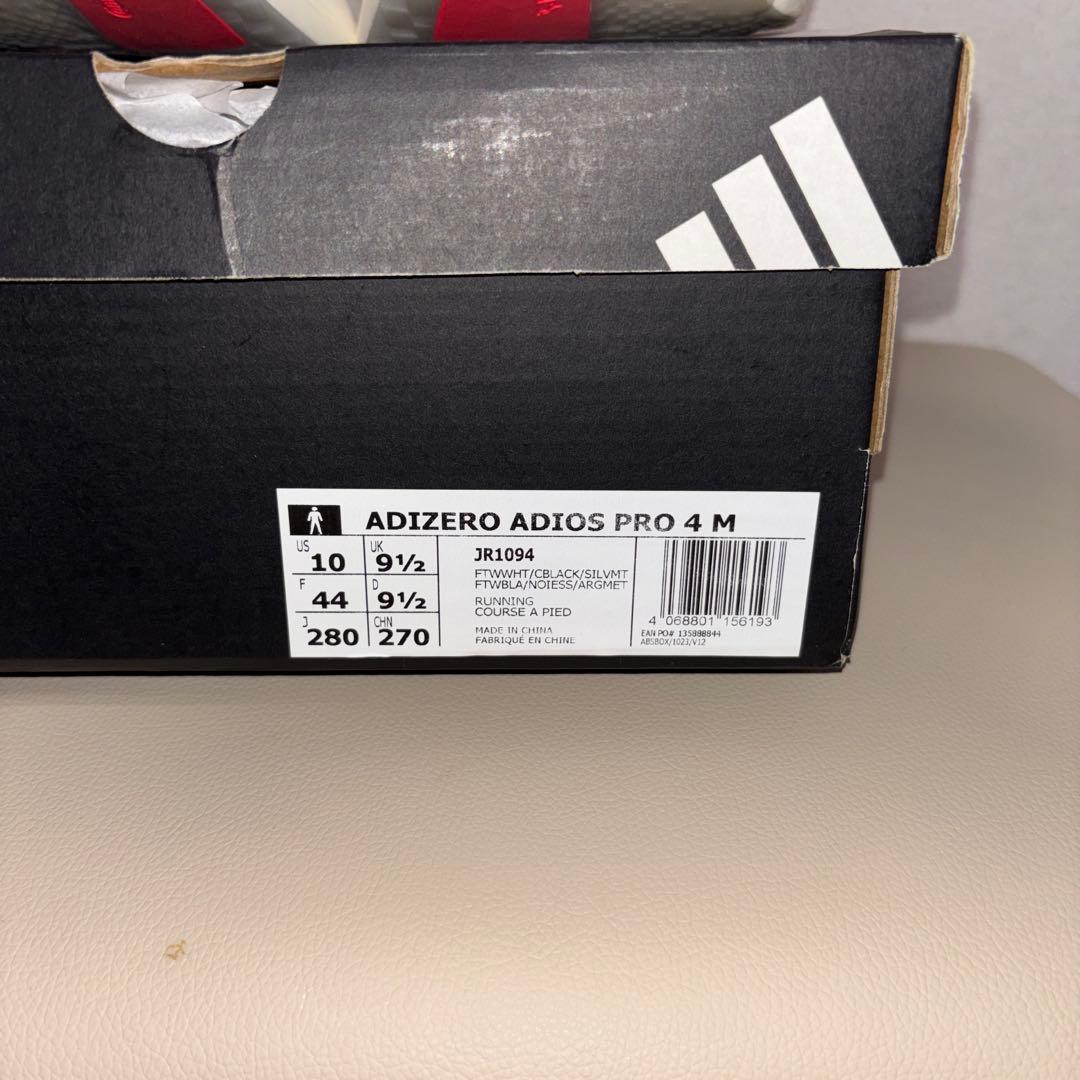 ADIZERO ADIOS PRO 4 M
US 10 UK 9½
F 44 D 9½
J 280 CHN 270
JR1094
FTWWHT/CBLACK/SILVMT
FTWBLA/NOIESS/ARGMET
RUNNING
COURSE A PIED
MADE IN CHINA
FABRIQUÉ EN CHINE
4 068801 156193
EAN PO# 135888844
ABSBOX/1023/V12